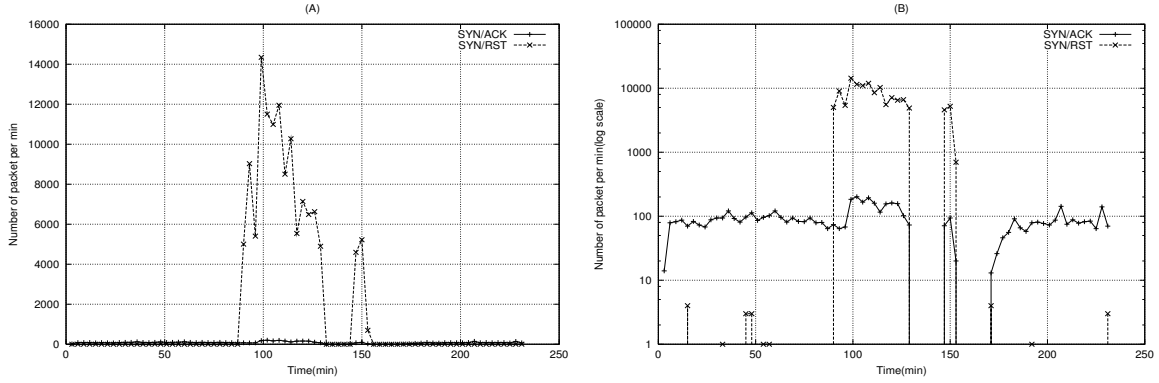 (A)
Number of packet per min
16000
14000
12000
10000
8000
6000
4000
2000
0
SYN/ACK
SYN/RST
0 50 100 150 200 250
Time(min)
(B)
Number of packet per min(log scale)
100000
10000
1000
100
10
1
SYN/ACK
SYN/RST
0 50 100 150 200 250
Time(min)